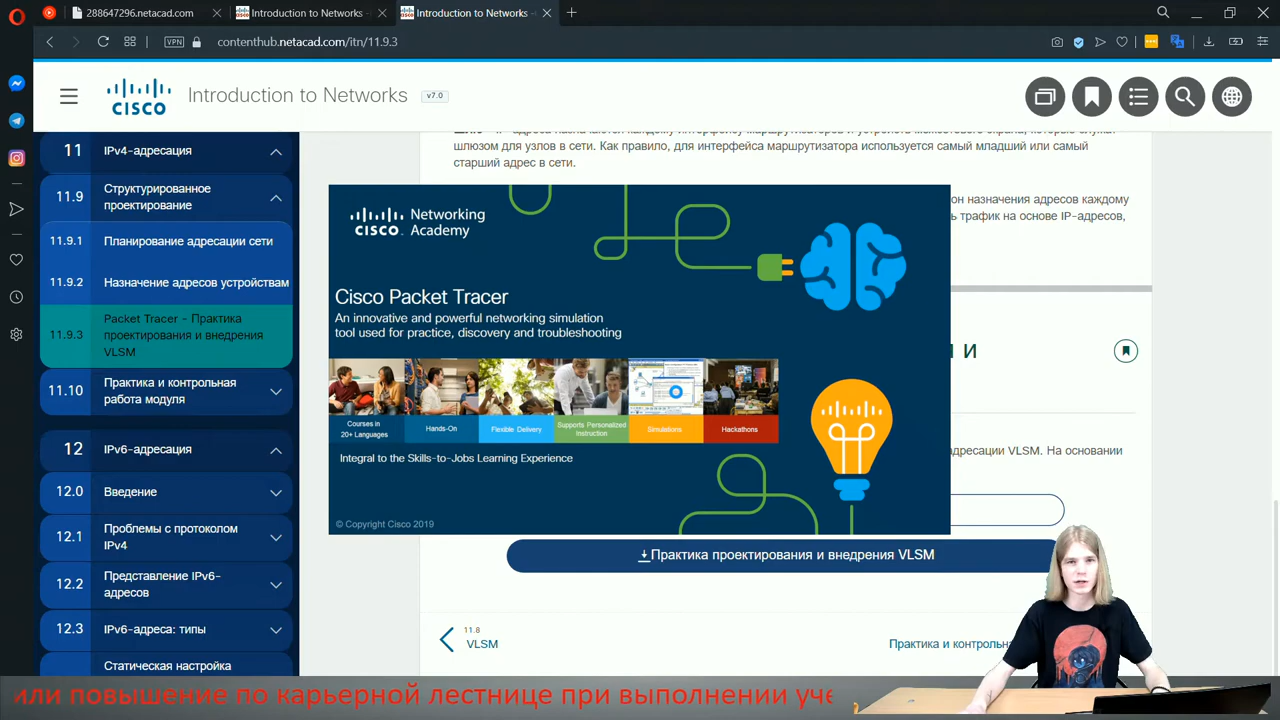 288647296.netacad.com
Introduction to Networks -
Introduction to Networks -
VPN
contenthub.netacad.com/itn/11.9.3
CISCO
Introduction to Networks
v7.0
11
IPv4-адресация
11.9
Структурированное
проектирование
11.9.1
Планирование адресации сети
11.9.2
Назначение адресов устройствам
11.9.3
Packet Tracer - Практика
проектирования и внедрения
VLSM
11.10
Практика и контрольная
работа модуля
12
IPv6-адресация
12.0
Введение
12.1
Проблемы с протоколом
IPv4
12.2
Представление IPv6-
адресов
12.3
IPv6-адреса: типы
Статическая настройка
шлюзом для узлов в сети. Как правило, для интерфейса маршрутизатора используется самый младший или самый
старший адрес в сети.
он назначения адресов каждому
ь трафик на основе IP-адресов,
CISCO
Networking
Academy
Cisco Packet Tracer
An innovative and powerful networking simulation
tool used for practice, discovery and troubleshooting
Courses in
20+ Languages
Hands-On
Flexible Delivery
Supports Personalized
Instruction
Simulations
Hackathons
Integral to the Skills-to-Jobs Learning Experience
© Copyright Cisco 2019
и
адресации VLSM. На основании
Практика проектирования и внедрения VLSM
11.8
VLSM
Практика и контрольна
или повышение по карьерной лестнице при выполнении уче